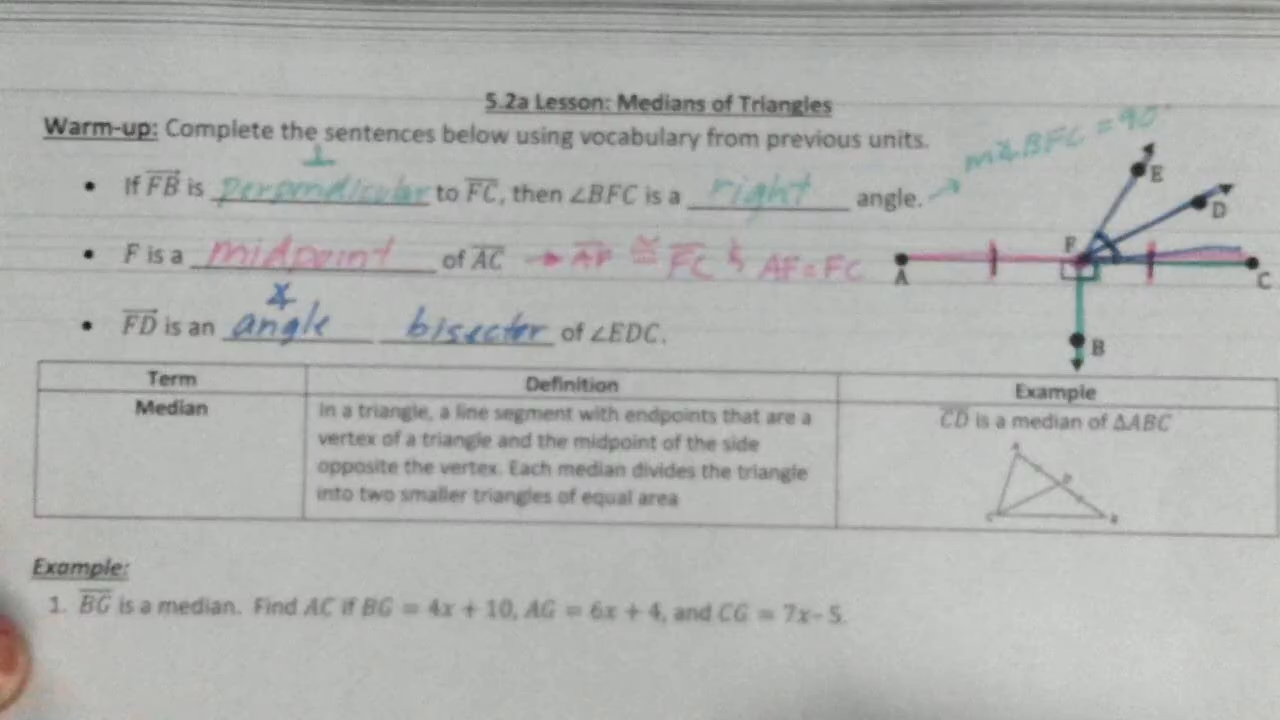 5.2a Lesson: Medians of Triangles
Warm-up: Complete the sentences below using vocabulary from previous units.
m∡BFC = 90°
⊥
• If FB is perpendicular to FC, then ∠BFC is a right angle. →
• F is a midpoint of AC → AF ≅ FC & AF = FC
∡
• FD is an angle bisector of ∠EDC.
E
D
F
A
C
B
Term Definition Example
Median In a triangle, a line segment with endpoints that are a
vertex of a triangle and the midpoint of the side
opposite the vertex. Each median divides the triangle
into two smaller triangles of equal area
CD is a median of ΔABC
A
D
C
B
Example:
1. BG is a median. Find AC if BG = 4x + 10, AG = 6x + 4, and CG = 7x – 5.